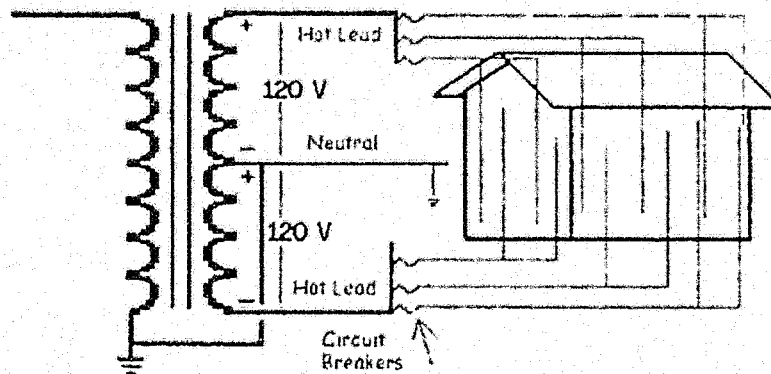 +
Hot Lead
120 V
−
Neutral
+
120 V
−
Hot Lead
Circuit
Breakers